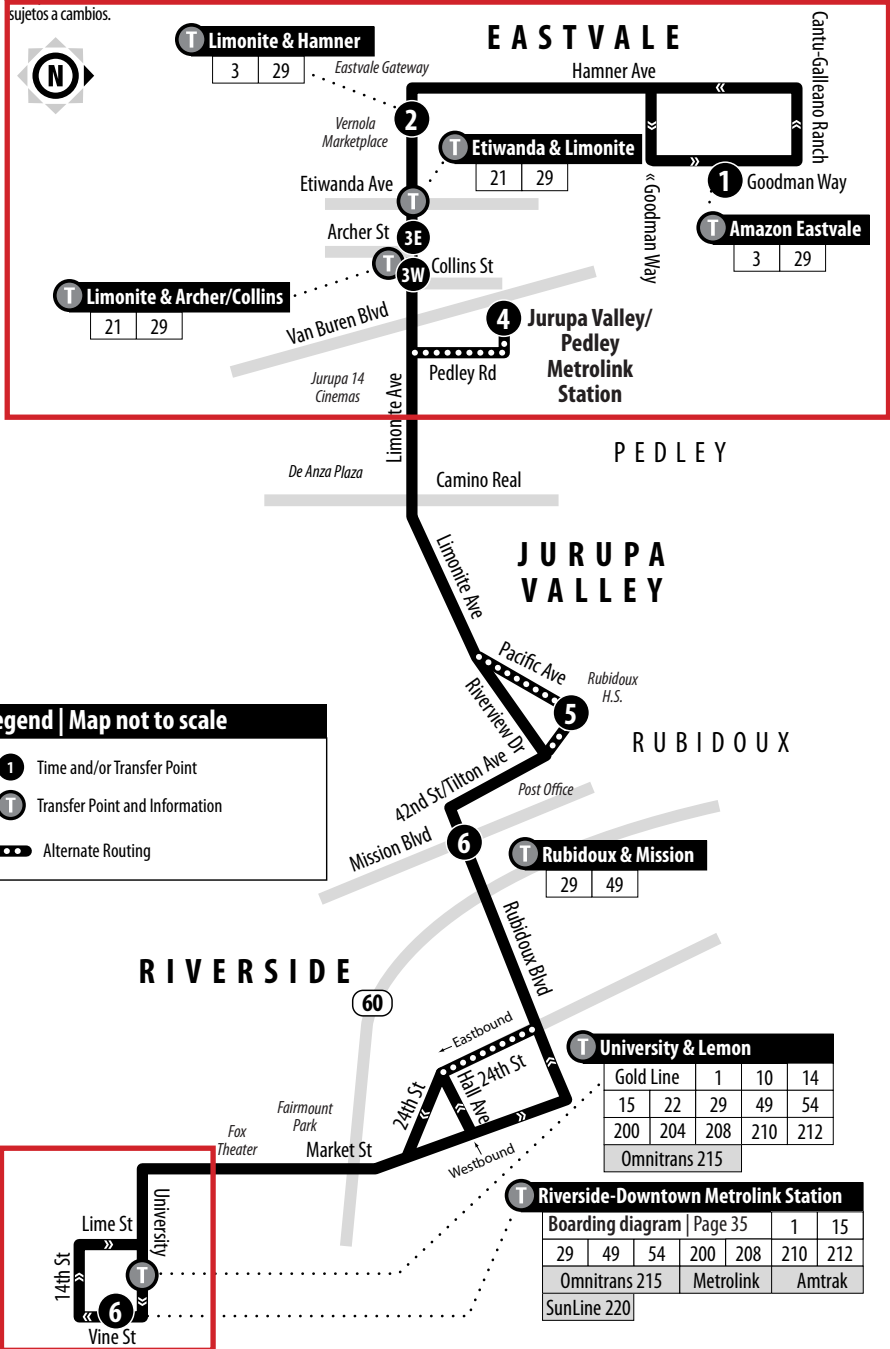 sujetos a cambios.
N
EASTVALE
T Limonite & Hamner
3 29
Eastvale Gateway
Hamner Ave
Cantu-Galleano Ranch
Vernola
Marketplace
2
T Etiwanda & Limonite
21 29
« Goodman Way
1 Goodman Way
T Amazon Eastvale
3 29
Etiwanda Ave
T
Archer St
3E
T
3W
Collins St
T Limonite & Archer/Collins
21 29
Van Buren Blvd
4
Jurupa Valley/
Pedley
Metrolink
Station
Pedley Rd
Jurupa 14
Cinemas
Limonite Ave
PEDLEY
De Anza Plaza
Camino Real
JURUPA
VALLEY
Limonite Ave
Pacific Ave
Rubidoux
H.S.
5
Riverview Dr
RUBIDOUX
42nd St/Tilton Ave
Post Office
Mission Blvd
6
T Rubidoux & Mission
29 49
egend | Map not to scale
1 Time and/or Transfer Point
T Transfer Point and Information
Alternate Routing
Rubidoux Blvd
RIVERSIDE
60
←Eastbound
24th St
24th St
Hall Ave
Westbound
Market St
Fairmount
Park
Fox
Theater
T University & Lemon
Gold Line 1 10 14
15 22 29 49 54
200 204 208 210 212
Omnitrans 215
T Riverside-Downtown Metrolink Station
Boarding diagram | Page 35 1 15
29 49 54 200 208 210 212
Omnitrans 215 Metrolink Amtrak
SunLine 220
University
Lime St
14th St
T
6
Vine St